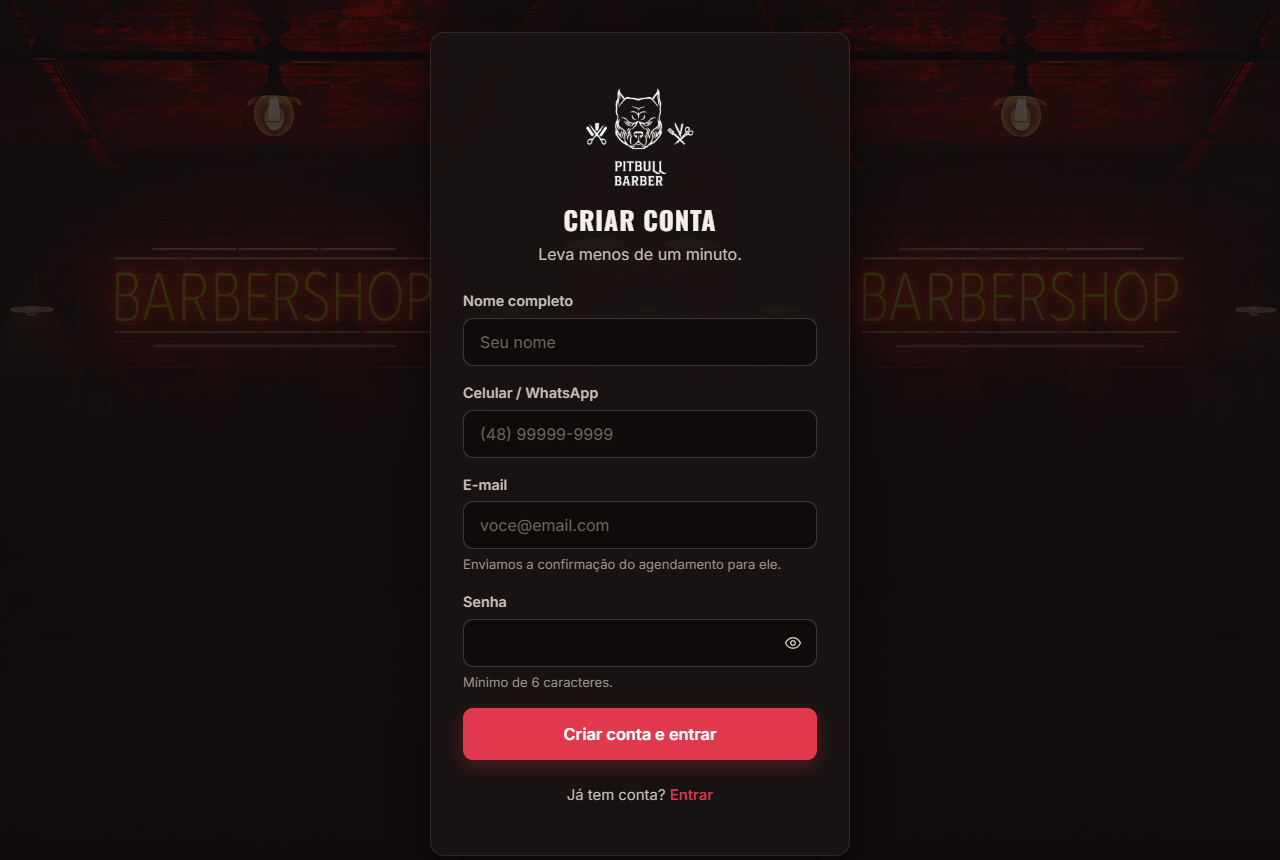 PITBULL
BARBER
CRIAR CONTA
Leva menos de um minuto.
BARBERSHOP
BARBERSHOP
Nome completo
Seu nome
Celular / WhatsApp
(48) 99999-9999
E-mail
voce@email.com
Enviamos a confirmação do agendamento para ele.
Senha
Mínimo de 6 caracteres.
Criar conta e entrar
Já tem conta? Entrar